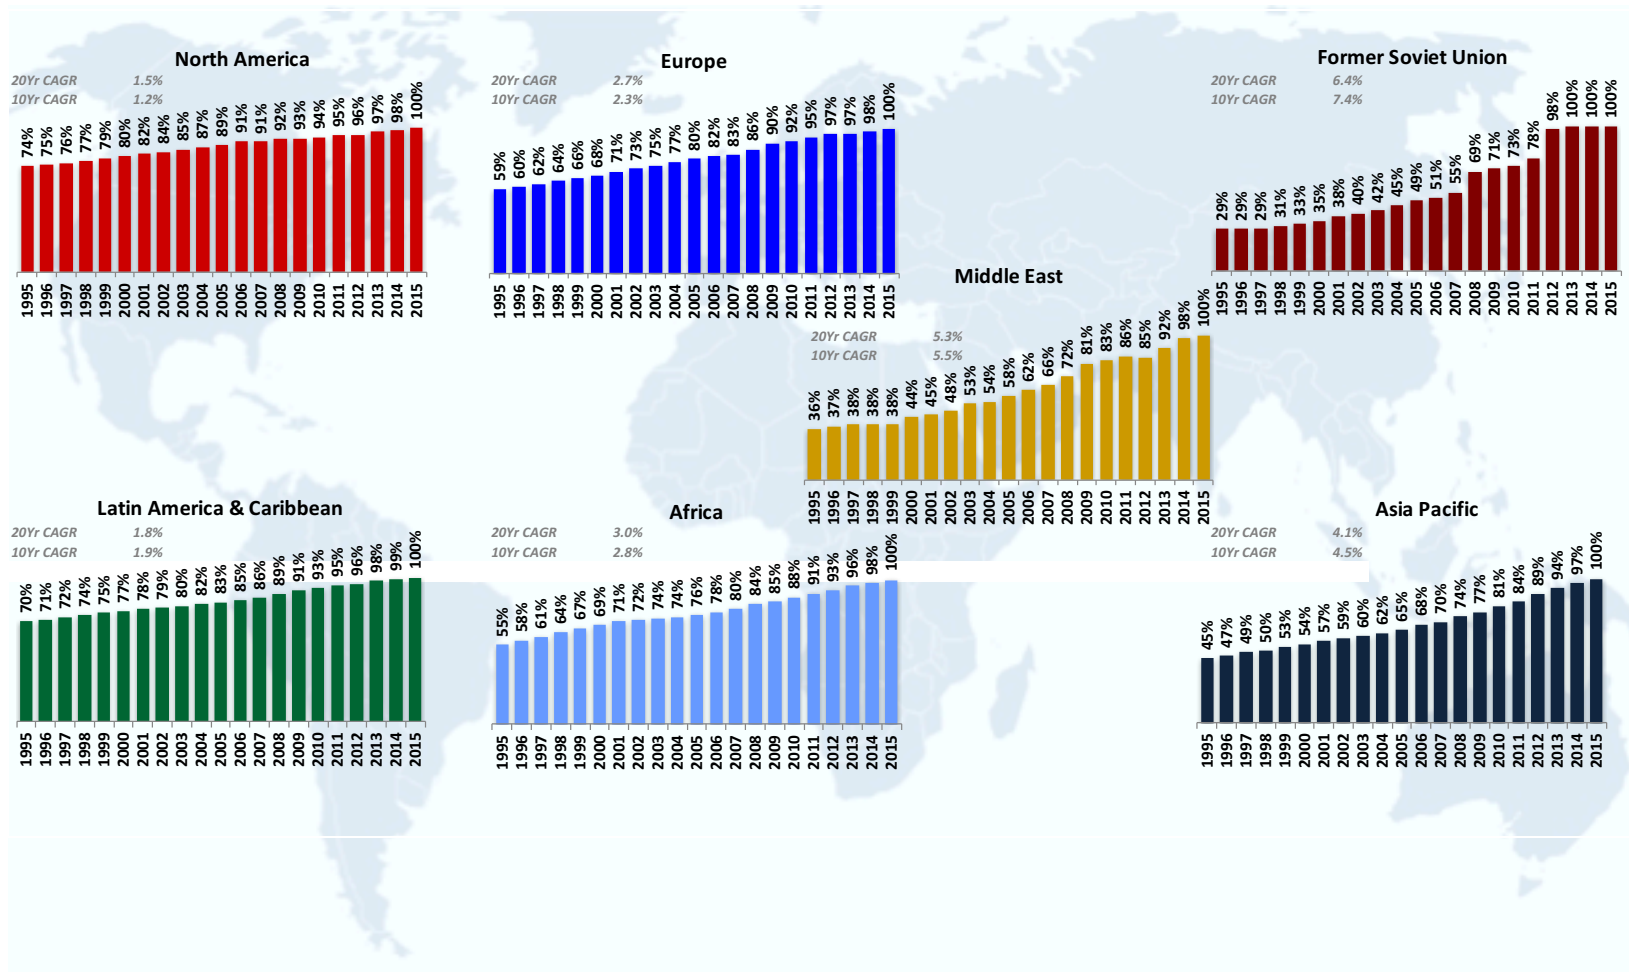 North America
20Yr CAGR 1.5%
10Yr CAGR 1.2%
74% 75% 76% 77% 79% 80% 82% 84% 85% 87% 89% 91% 91% 92% 93% 94% 95% 96% 97% 98% 100%
1995 1996 1997 1998 1999 2000 2001 2002 2003 2004 2005 2006 2007 2008 2009 2010 2011 2012 2013 2014 2015
Europe
20Yr CAGR 2.7%
10Yr CAGR 2.3%
59% 60% 62% 64% 66% 68% 71% 73% 75% 77% 80% 82% 83% 86% 90% 92% 95% 97% 97% 98% 100%
1995 1996 1997 1998 1999 2000 2001 2002 2003 2004 2005 2006 2007 2008 2009 2010 2011 2012 2013 2014 2015
Former Soviet Union
20Yr CAGR 6.4%
10Yr CAGR 7.4%
29% 29% 29% 31% 33% 35% 38% 40% 42% 45% 49% 51% 55% 69% 71% 73% 78% 98% 100% 100% 100%
1995 1996 1997 1998 1999 2000 2001 2002 2003 2004 2005 2006 2007 2008 2009 2010 2011 2012 2013 2014 2015
Middle East
20Yr CAGR 5.3%
10Yr CAGR 5.5%
36% 37% 38% 38% 38% 44% 45% 48% 53% 54% 58% 62% 66% 72% 81% 83% 86% 85% 92% 98% 100%
1995 1996 1997 1998 1999 2000 2001 2002 2003 2004 2005 2006 2007 2008 2009 2010 2011 2012 2013 2014 2015
Latin America & Caribbean
20Yr CAGR 1.8%
10Yr CAGR 1.9%
70% 71% 72% 74% 75% 77% 78% 79% 80% 82% 83% 85% 86% 89% 91% 93% 95% 96% 98% 99% 100%
1995 1996 1997 1998 1999 2000 2001 2002 2003 2004 2005 2006 2007 2008 2009 2010 2011 2012 2013 2014 2015
Africa
20Yr CAGR 3.0%
10Yr CAGR 2.8%
55% 58% 61% 64% 67% 69% 71% 72% 74% 74% 76% 78% 80% 84% 85% 88% 91% 93% 96% 98% 100%
1995 1996 1997 1998 1999 2000 2001 2002 2003 2004 2005 2006 2007 2008 2009 2010 2011 2012 2013 2014 2015
Asia Pacific
20Yr CAGR 4.1%
10Yr CAGR 4.5%
45% 47% 49% 50% 53% 54% 57% 59% 60% 62% 65% 68% 70% 74% 77% 81% 84% 89% 94% 97% 100%
1995 1996 1997 1998 1999 2000 2001 2002 2003 2004 2005 2006 2007 2008 2009 2010 2011 2012 2013 2014 2015